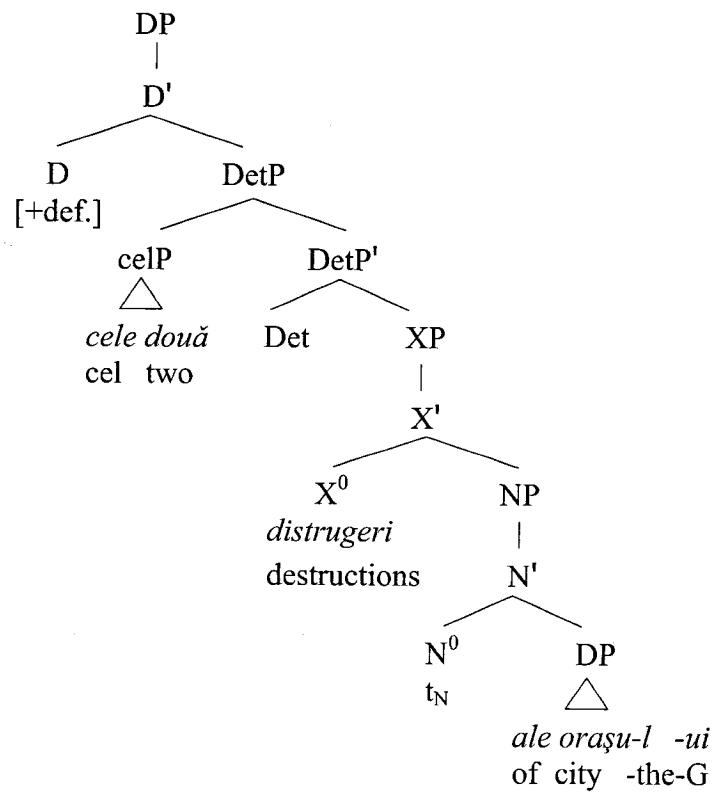 DP
D'
D DetP
[+def.]
celP DetP'
cele două Det XP
cel two
X'
X⁰ NP
distrugeri
destructions N'
N⁰ DP
tN
ale oraşu-l -ui
of city -the-G